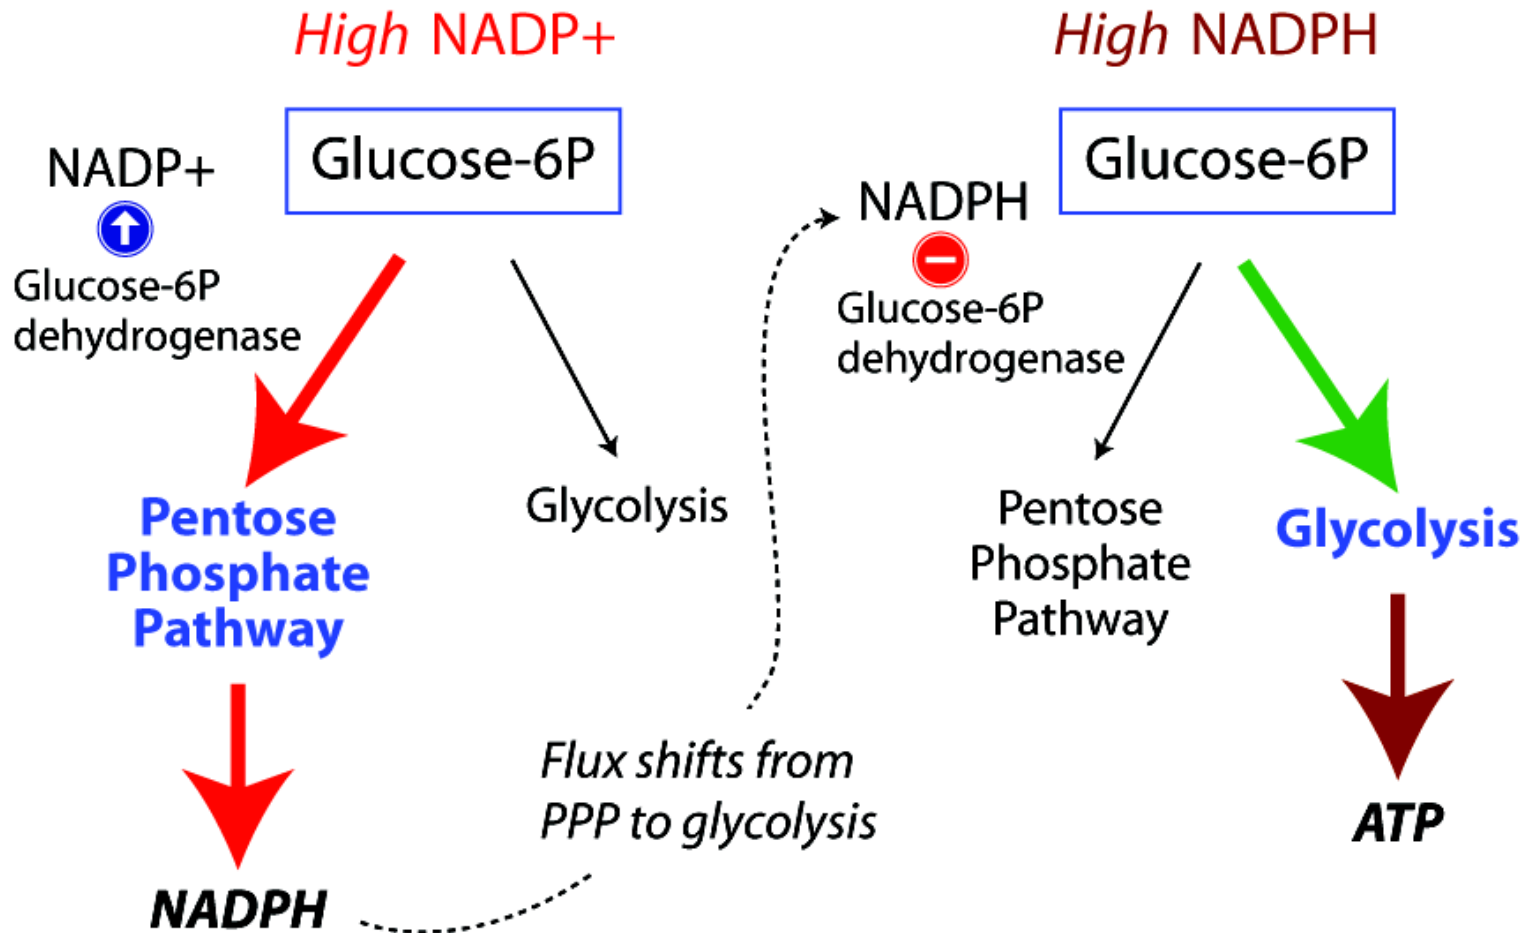 High NADP+
Glucose-6P
NADP+
Glucose-6P
dehydrogenase
Pentose
Phosphate
Pathway
Glycolysis
NADPH
Flux shifts from
PPP to glycolysis
High NADPH
Glucose-6P
NADPH
Glucose-6P
dehydrogenase
Pentose
Phosphate
Pathway
Glycolysis
ATP